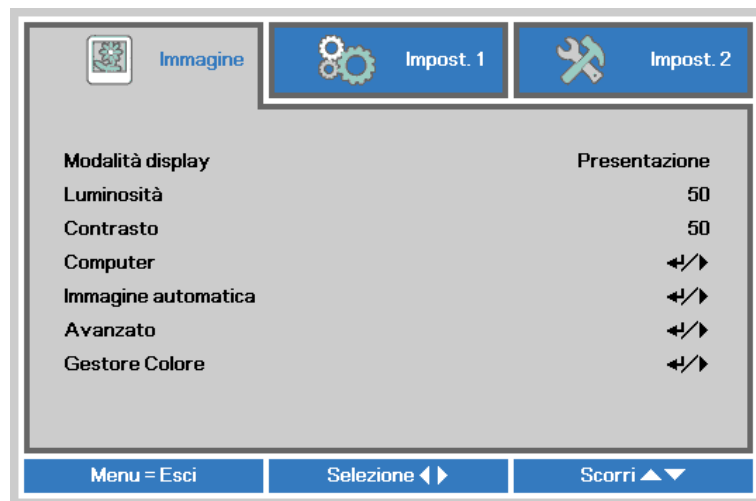 Immagine
Impost. 1
Impost. 2
Modalità display Presentazione
Luminosità 50
Contrasto 50
Computer ↵/▶
Immagine automatica ↵/▶
Avanzato ↵/▶
Gestore Colore ↵/▶
Menu = Esci
Selezione ◀▶
Scorri ▲▼